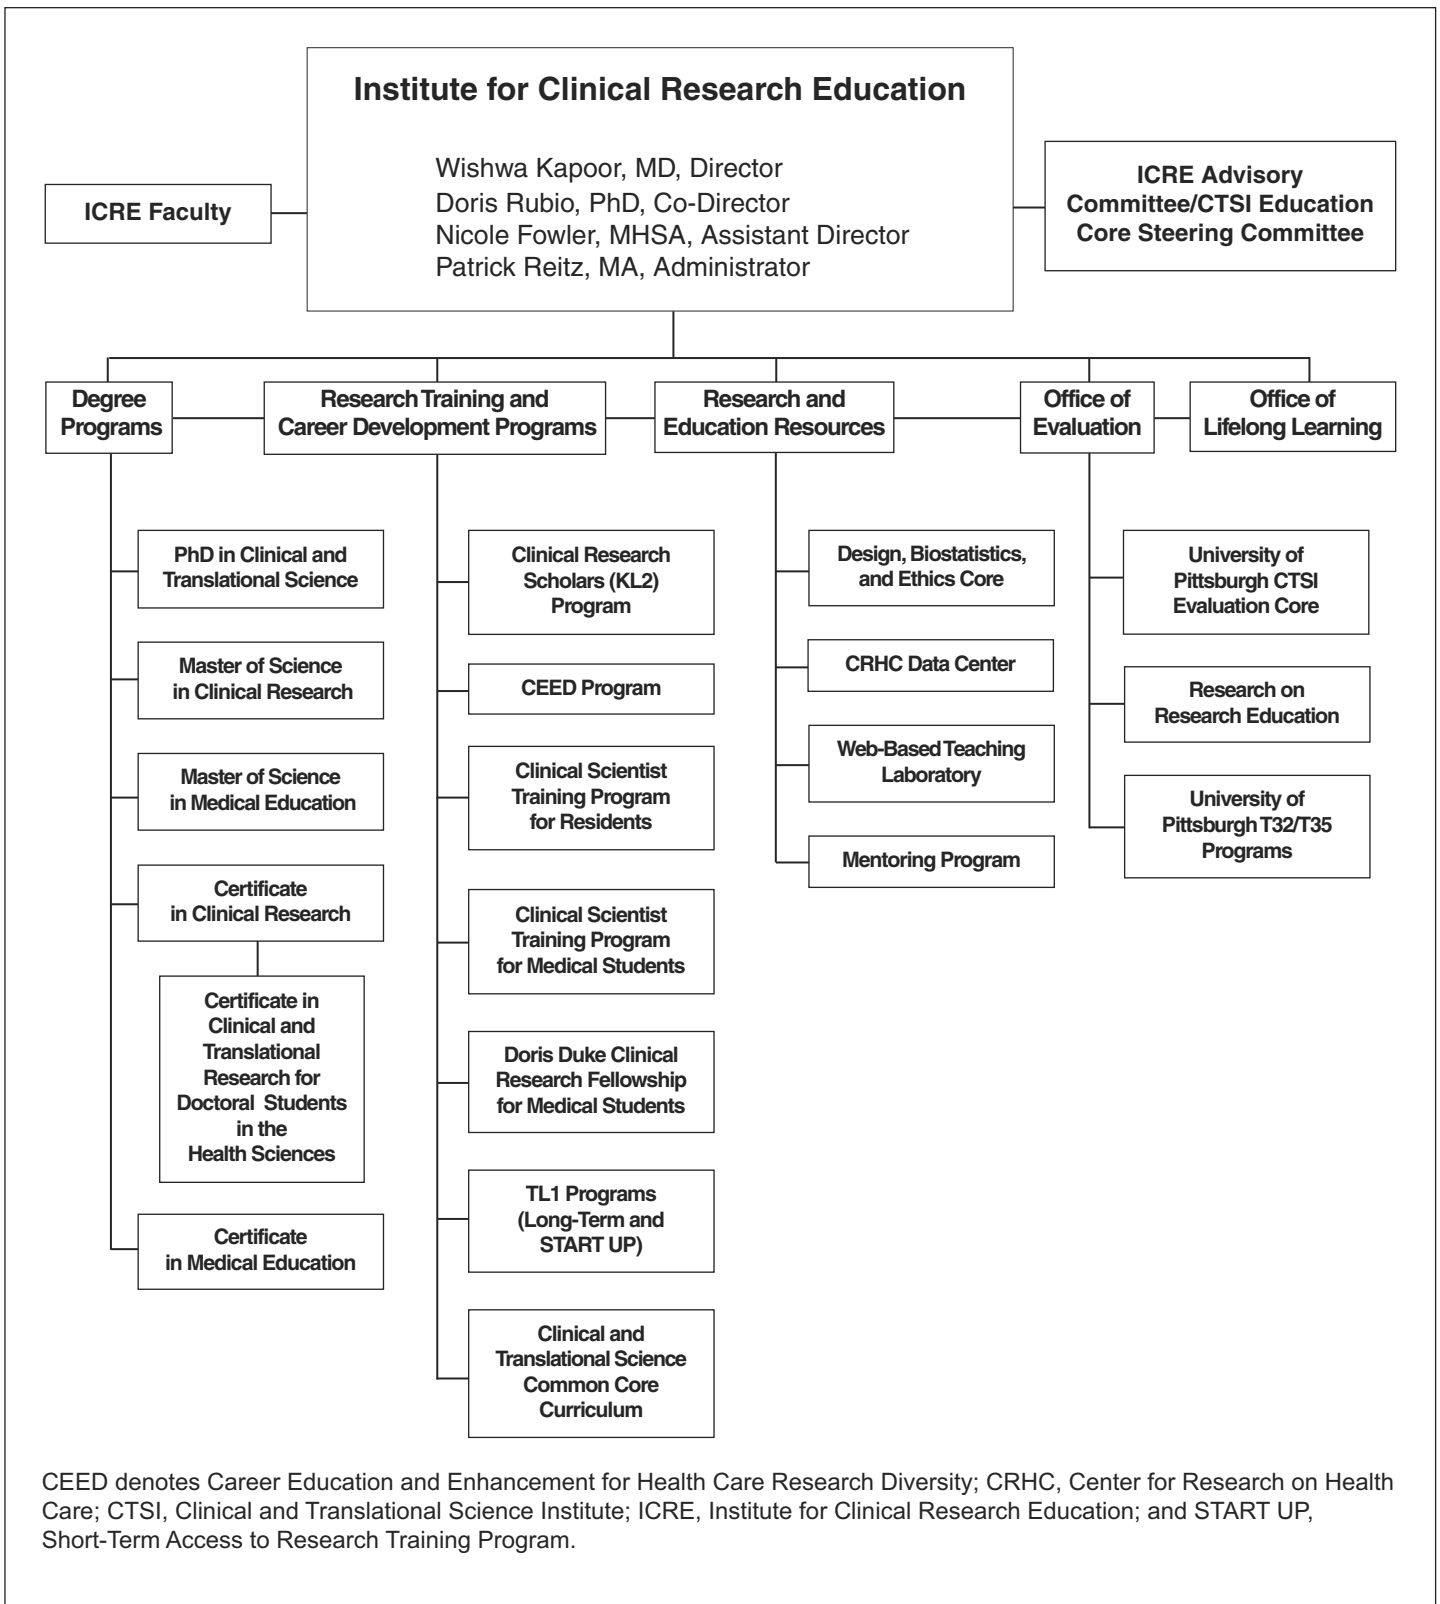 Institute for Clinical Research Education
Wishwa Kapoor, MD, Director
Doris Rubio, PhD, Co-Director
Nicole Fowler, MHSA, Assistant Director
Patrick Reitz, MA, Administrator
ICRE Faculty
ICRE Advisory
Committee/CTSI Education
Core Steering Committee
Degree
Programs
Research Training and
Career Development Programs
Research and
Education Resources
Office of
Evaluation
Office of
Lifelong Learning
PhD in Clinical and
Translational Science
Master of Science
in Clinical Research
Master of Science
in Medical Education
Certificate
in Clinical Research
Certificate in
Clinical and
Translational
Research for
Doctoral Students
in the
Health Sciences
Certificate
in Medical Education
Clinical Research
Scholars (KL2)
Program
CEED Program
Clinical Scientist
Training Program
for Residents
Clinical Scientist
Training Program
for Medical Students
Doris Duke Clinical
Research Fellowship
for Medical Students
TL1 Programs
(Long-Term and
START UP)
Clinical and
Translational Science
Common Core
Curriculum
Design, Biostatistics,
and Ethics Core
CRHC Data Center
Web-Based Teaching
Laboratory
Mentoring Program
University of
Pittsburgh CTSI
Evaluation Core
Research on
Research Education
University of
Pittsburgh T32/T35
Programs
CEED denotes Career Education and Enhancement for Health Care Research Diversity; CRHC, Center for Research on Health
Care; CTSI, Clinical and Translational Science Institute; ICRE, Institute for Clinical Research Education; and START UP,
Short-Term Access to Research Training Program.